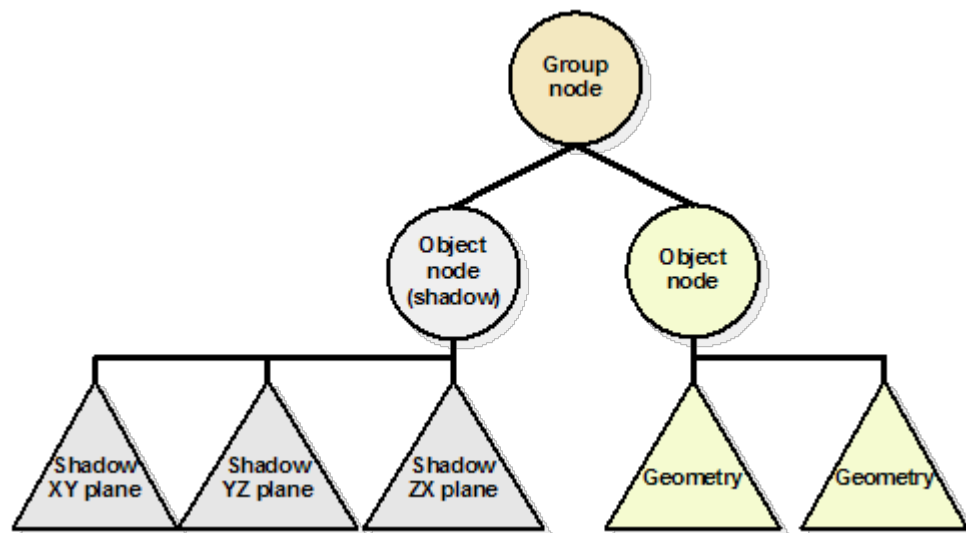 Group
node
Object
node
(shadow)
Object
node
Shadow
XY plane
Shadow
YZ plane
Shadow
ZX plane
Geometry
Geometry